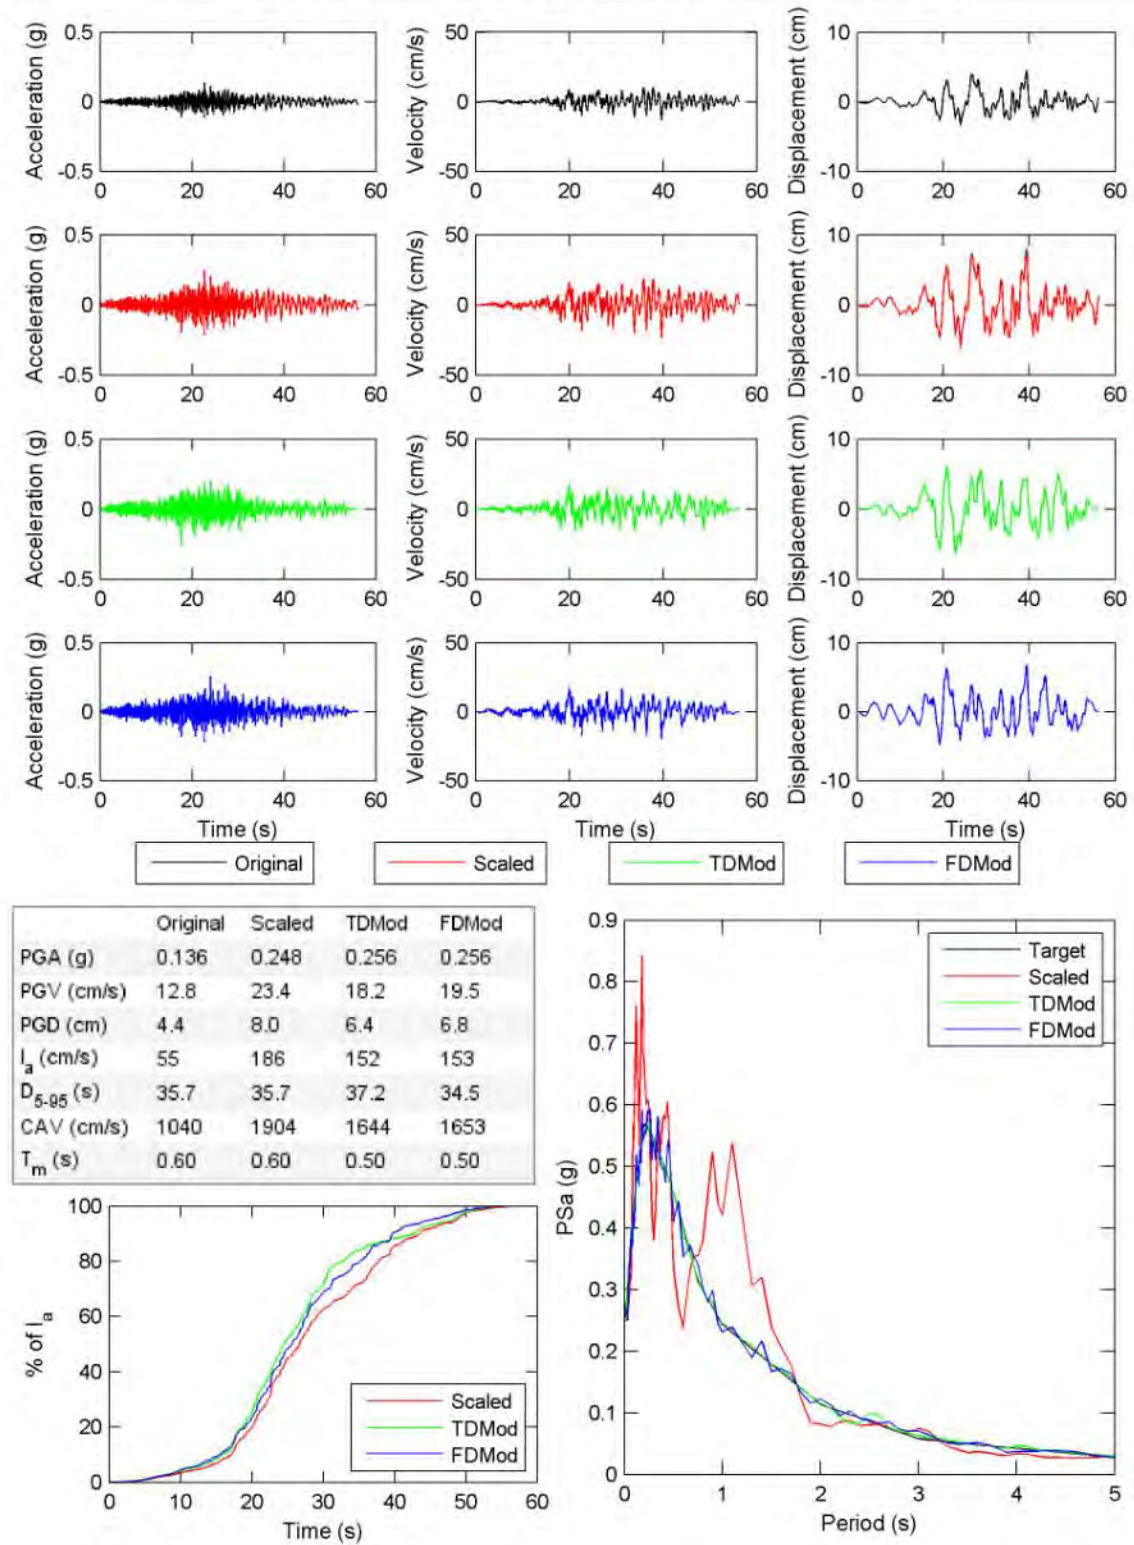 Acceleration (g)
0.5
0
-0.5
0 20 40 60
Velocity (cm/s)
50
0
-50
0 20 40 60
Displacement (cm)
10
0
-10
0 20 40 60
Acceleration (g)
0.5
0
-0.5
0 20 40 60
Velocity (cm/s)
50
0
-50
0 20 40 60
Displacement (cm)
10
0
-10
0 20 40 60
Acceleration (g)
0.5
0
-0.5
0 20 40 60
Velocity (cm/s)
50
0
-50
0 20 40 60
Displacement (cm)
10
0
-10
0 20 40 60
Acceleration (g)
0.5
0
-0.5
0 20 40 60
Time (s)
Velocity (cm/s)
50
0
-50
0 20 40 60
Time (s)
Displacement (cm)
10
0
-10
0 20 40 60
Time (s)
Original
Scaled
TDMod
FDMod
Original Scaled TDMod FDMod
PGA (g) 0.136 0.248 0.256 0.256
PGV (cm/s) 12.8 23.4 18.2 19.5
PGD (cm) 4.4 8.0 6.4 6.8
Ia (cm/s) 55 186 152 153
D5-95 (s) 35.7 35.7 37.2 34.5
CAV (cm/s) 1040 1904 1644 1653
Tm (s) 0.60 0.60 0.50 0.50
% of Ia
100
80
60
40
20
0
0 10 20 30 40 50 60
Time (s)
Scaled
TDMod
FDMod
PSa (g)
0.9
0.8
0.7
0.6
0.5
0.4
0.3
0.2
0.1
0
0 1 2 3 4 5
Period (s)
Target
Scaled
TDMod
FDMod